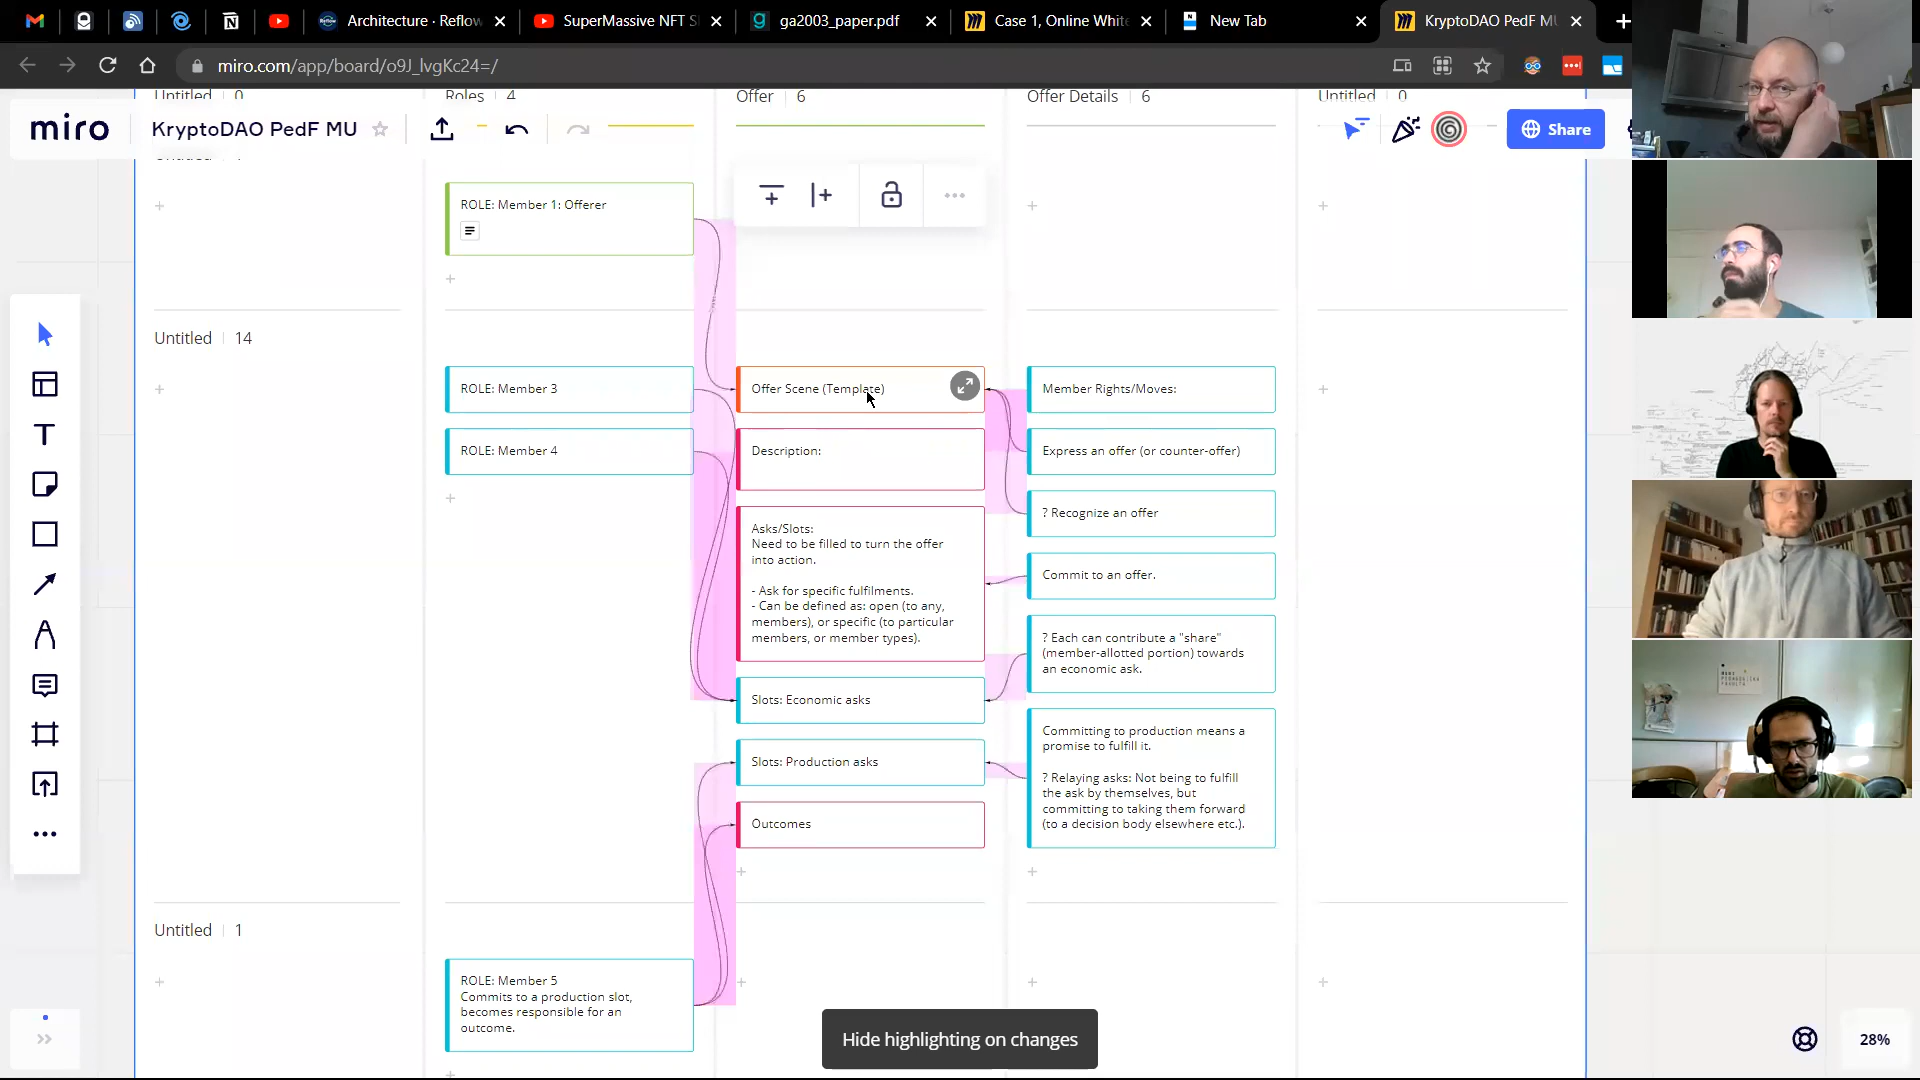 Architecture · Reflow
SuperMassive NFT S
ga2003_paper.pdf
Case 1, Online White
New Tab
KryptoDAO PedF MU
miro.com/app/board/o9J_lvgKc24=/
Untitled 0
Roles 4
Offer 6
Offer Details 6
Untitled 0
miro
KryptoDAO PedF MU
Share
ROLE: Member 1: Offerer
Untitled 14
ROLE: Member 3
ROLE: Member 4
Offer Scene (Template)
Description:
Asks/Slots:
Need to be filled to turn the offer
into action.
- Ask for specific fulfilments.
- Can be defined as: open (to any,
members), or specific (to particular
members, or member types).
Slots: Economic asks
Slots: Production asks
Outcomes
Member Rights/Moves:
Express an offer (or counter-offer)
? Recognize an offer
Commit to an offer.
? Each can contribute a "share"
(member-allotted portion) towards
an economic ask.
Committing to production means a
promise to fulfill it.
? Relaying asks: Not being to fulfill
the ask by themselves, but
committing to taking them forward
(to a decision body elsewhere etc.).
Untitled 1
ROLE: Member 5
Commits to a production slot,
becomes responsible for an
outcome.
Hide highlighting on changes
28%